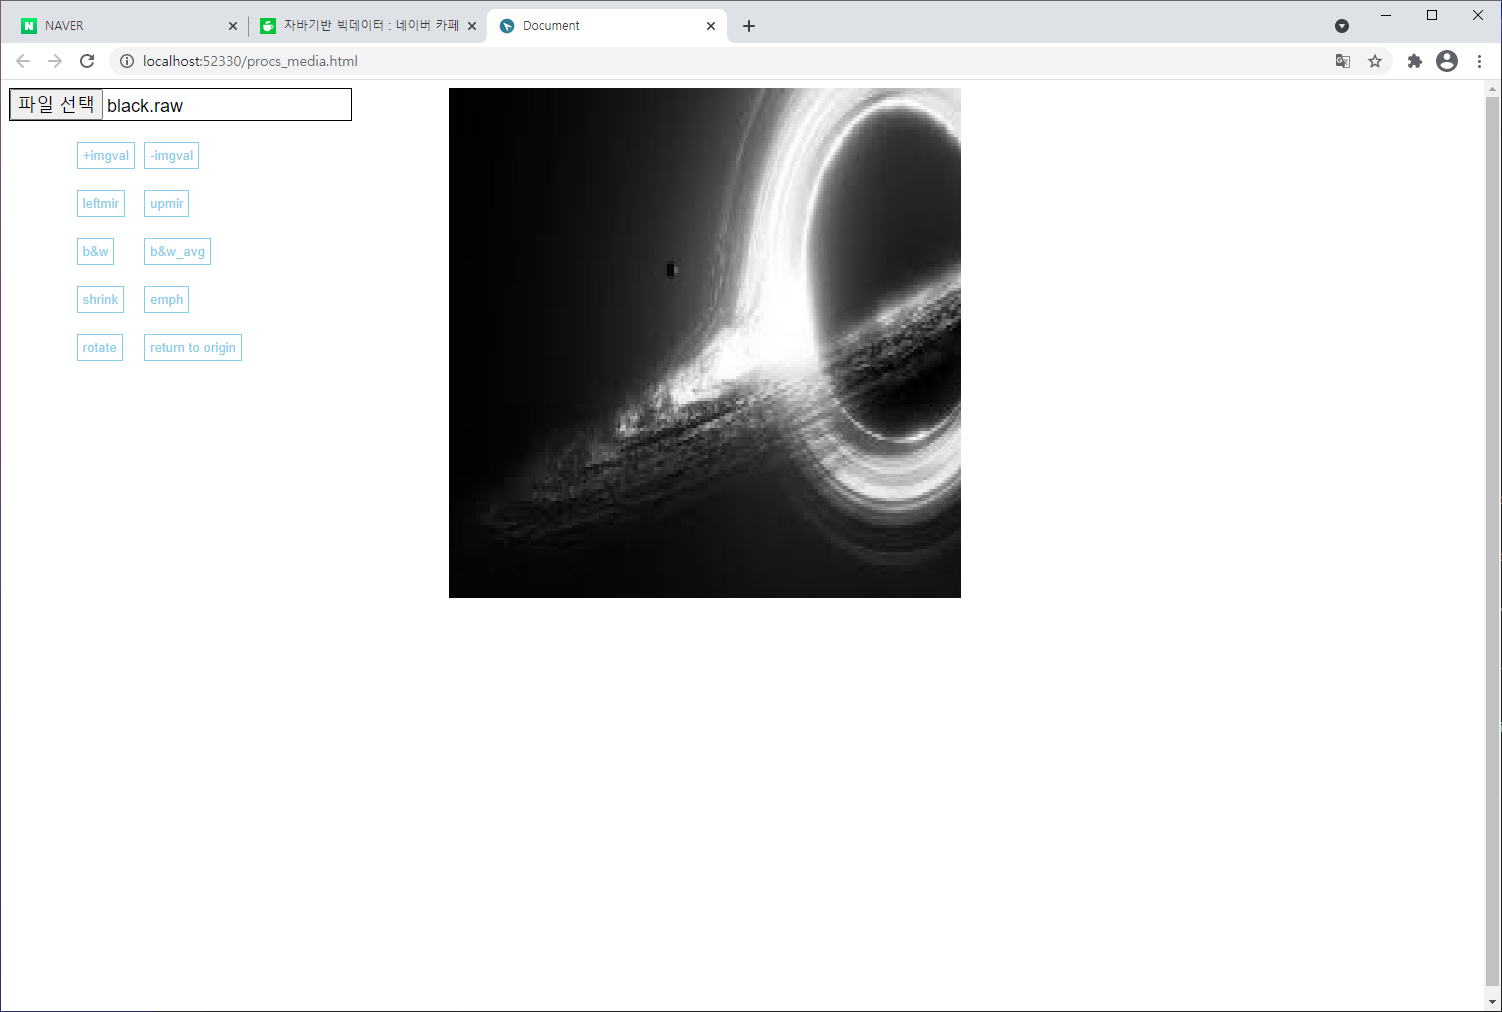 NAVER
자바기반 빅데이터 : 네이버 카페
Document
localhost:52330/procs_media.html
파일 선택 black.raw
+imgval -imgval
leftmir upmir
b&w b&w_avg
shrink emph
rotate return to origin